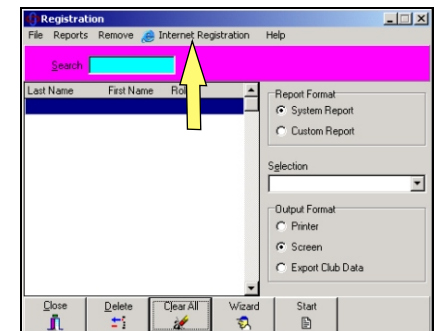 Registration
File Reports Remove Internet Registration Help
Search
Last Name First Name Rol
Report Format
System Report
Custom Report
Selection
Output Format
Printer
Screen
Export Club Data
Close Delete Clear All Wizard Start